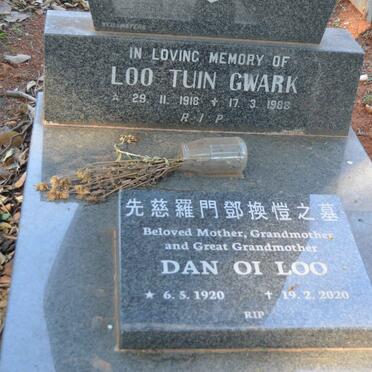 IN LOVING MEMORY OF
LOO TUIN GWARK
29. 11. 1916 ✝ 17. 3. 1988
R I P
先慈羅門鄧換愷之墓
Beloved Mother, Grandmother
and Great Grandmother
DAN OI LOO
★ 6.5.1920 ✝ 19.2.2020
RIP